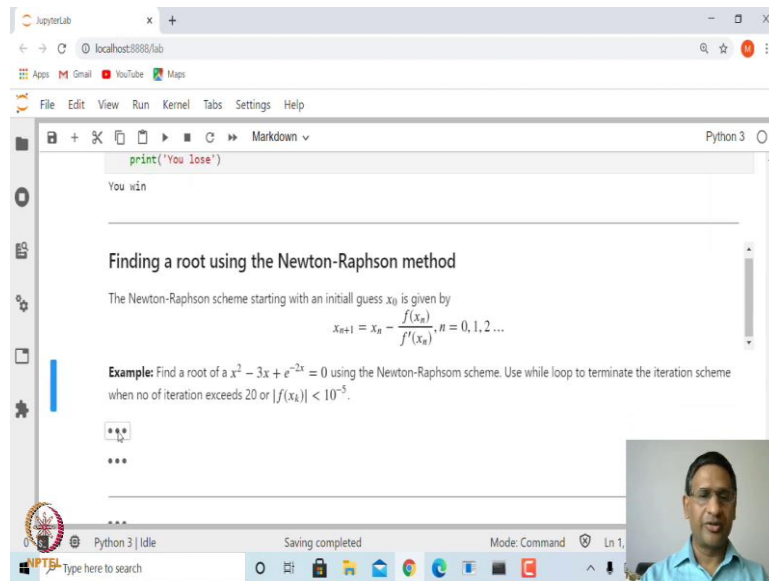 JupyterLab
localhost:8888/lab
M
Apps Gmail YouTube Maps
File Edit View Run Kernel Tabs Settings Help
Markdown
Python 3
print('You lose')
You win
Finding a root using the Newton-Raphson method
The Newton-Raphson scheme starting with an initiall guess x₀ is given by
xₙ₊₁ = xₙ − f(xₙ)/f′(xₙ), n = 0, 1, 2 ...
Example: Find a root of a x² − 3x + e⁻²ˣ = 0 using the Newton-Raphsom scheme. Use while loop to terminate the iteration scheme
when no of iteration exceeds 20 or |f(xₖ)| < 10⁻⁵.
0 Python 3 | Idle Saving completed Mode: Command Ln 1,
NPTEL
Type here to search